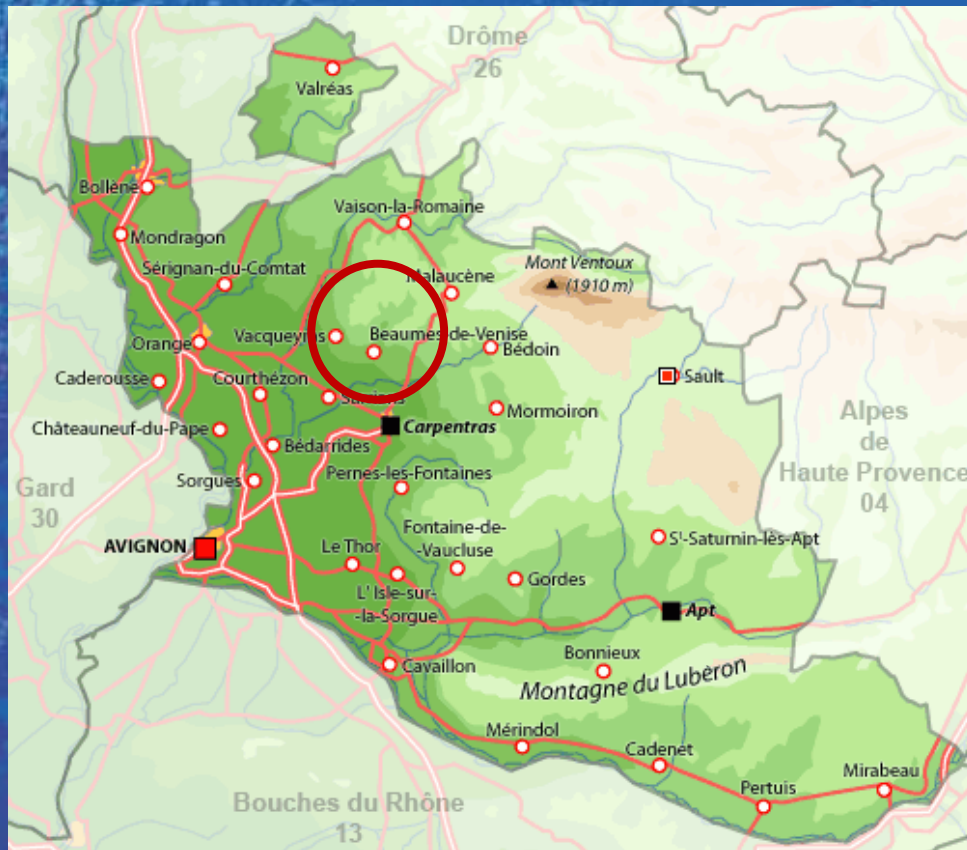 Drôme
26
Valréas
Bollène
Vaison-la-Romaine
Mondragon
Mont Ventoux
(1910 m)
Sérignan-du-Comtat
Malaucène
Vacqueyras
Beaumes-de-Venise
Orange
Bédoin
Caderousse
Courthézon
Sault
Mormoiron
Alpes
de
Haute Provence
04
Châteauneuf-du-Pape
Carpentras
Bédarrides
Pernes-les-Fontaines
Sorgues
Gard
30
Fontaine-de-
-Vaucluse
AVIGNON
Le Thor
St-Saturnin-lès-Apt
L' Isle-sur-
-la-Sorgue
Gordes
Apt
Bonnieux
Cavaillon
Montagne du Lubèron
Mérindol
Cadenet
Mirabeau
Pertuis
Bouches du Rhône
13